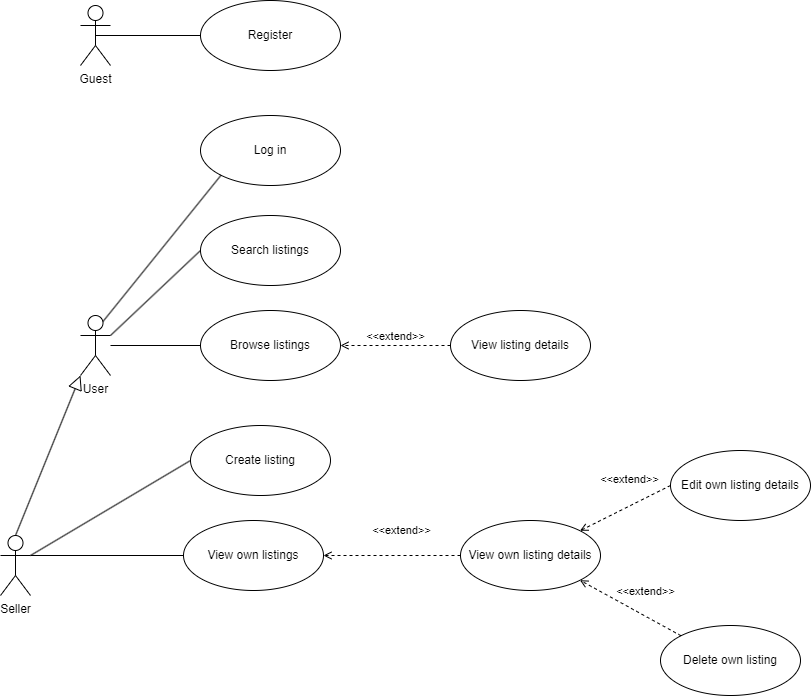 Register
Guest
Log in
Search listings
Browse listings
<<extend>>
View listing details
User
Create listing
<<extend>>
Edit own listing details
View own listings
<<extend>>
View own listing details
<<extend>>
Seller
Delete own listing